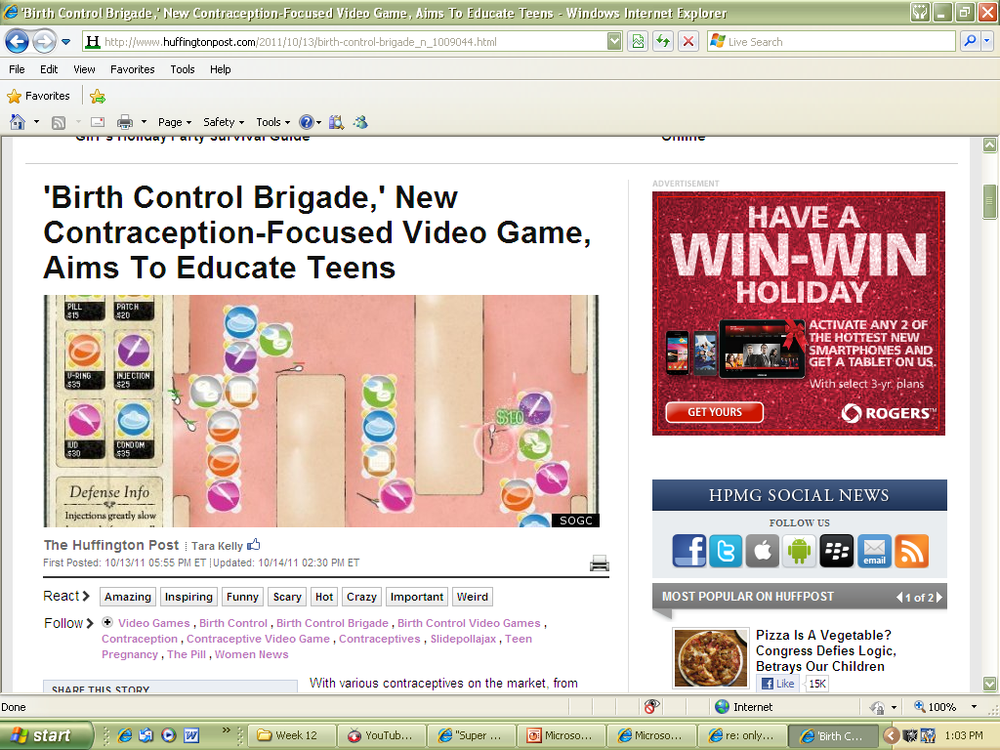 'Birth Control Brigade,' New Contraception-Focused Video Game, Aims To Educate Teens - Windows Internet Explorer
http://www.huffingtonpost.com/2011/10/13/birth-control-brigade_n_1009044.html
Live Search
File Edit View Favorites Tools Help
Favorites
Page Safety Tools
Girl's Holiday Party Survival Guide
Online
'Birth Control Brigade,' New
Contraception-Focused Video Game,
Aims To Educate Teens
PILL PATCH
$15 $20
V-RING INJECTION
$35 $25
IUD CONDOM
$30 $35
Defense Info
Injections greatly slow
$10
SOGC
The Huffington Post Tara Kelly
First Posted: 10/13/11 05:55 PM ET Updated: 10/14/11 02:30 PM ET
React Amazing Inspiring Funny Scary Hot Crazy Important Weird
Follow Video Games , Birth Control , Birth Control Brigade , Birth Control Video Games ,
Contraception , Contraceptive Video Game , Contraceptives , Slidepollajax , Teen
Pregnancy , The Pill , Women News
SHARE THIS STORY
With various contraceptives on the market, from
ADVERTISEMENT
HAVE A
WIN-WIN
HOLIDAY
ACTIVATE ANY 2 OF
THE HOTTEST NEW
SMARTPHONES AND
GET A TABLET ON US.
With select 3-yr. plans
GET YOURS
ROGERS™
HPMG SOCIAL NEWS
FOLLOW US
email
MOST POPULAR ON HUFFPOST 1 of 2
Pizza Is A Vegetable?
Congress Defies Logic,
Betrays Our Children
Like 15K
Done
Internet
100%
start
Week 12
YouTub...
"Super ...
Microso...
Microso...
re: only...
'Birth C...
1:03 PM